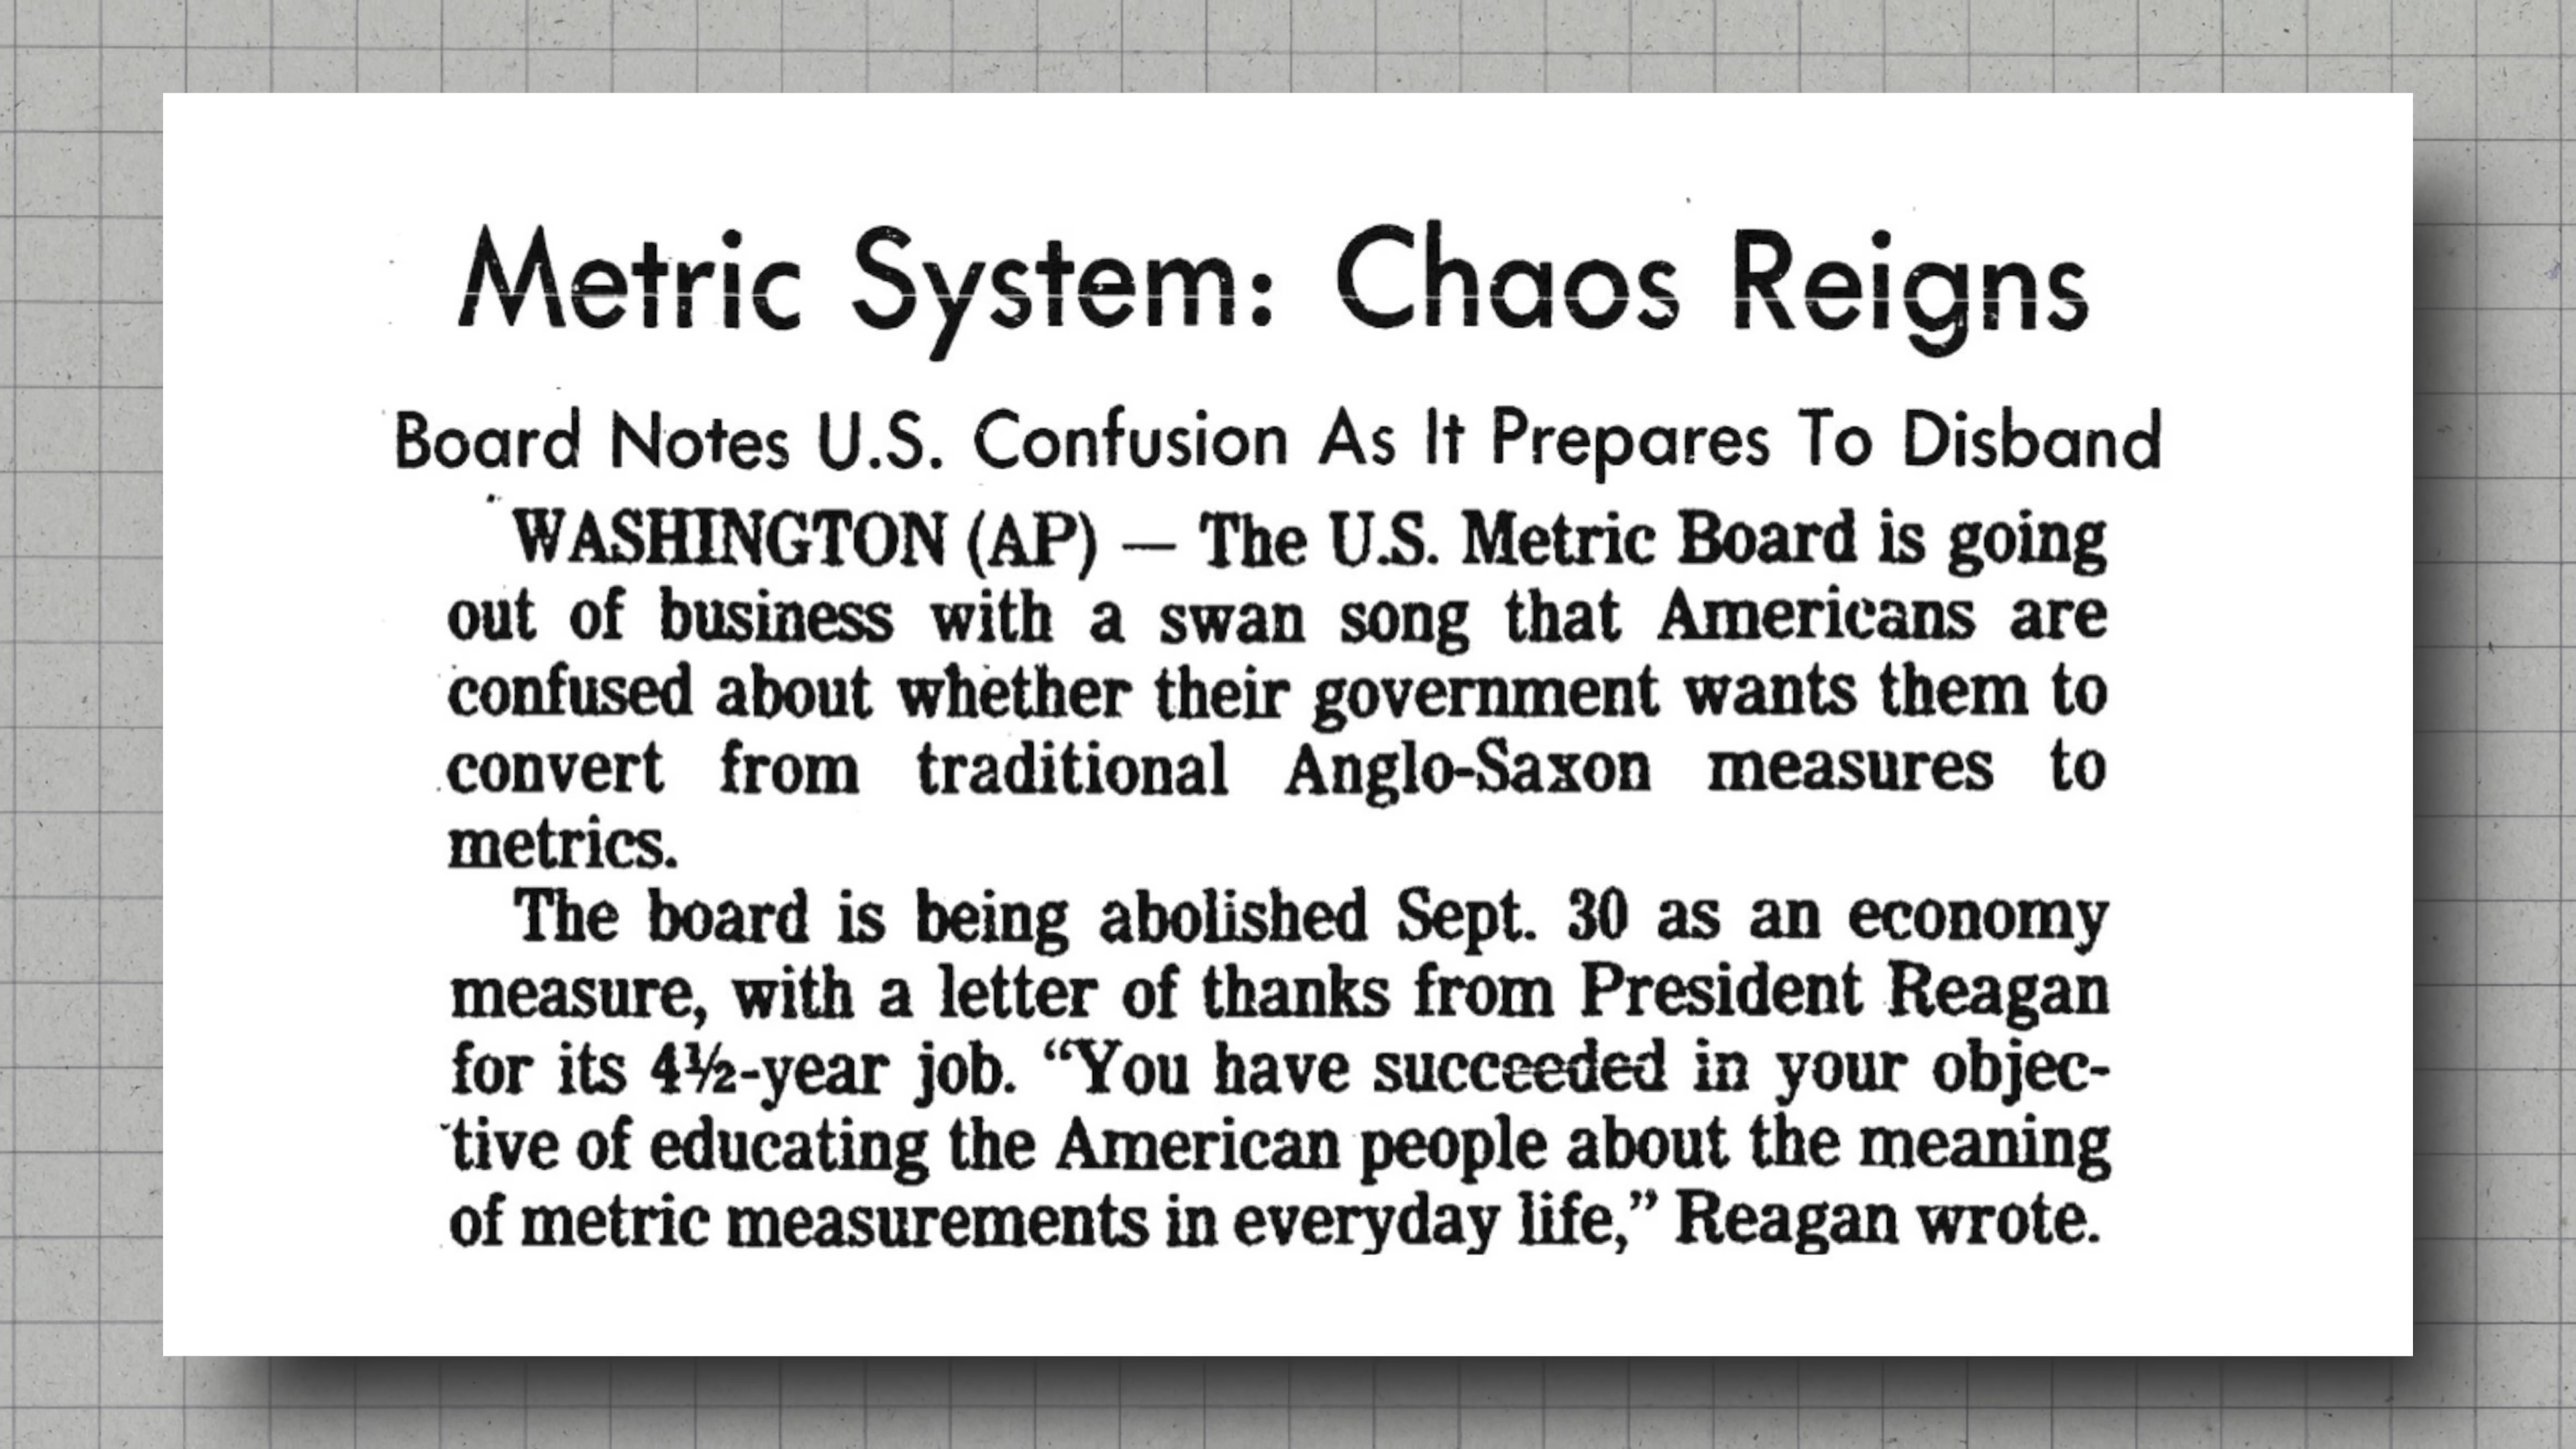 Metric System: Chaos Reigns
Board Notes U.S. Confusion As It Prepares To Disband
WASHINGTON (AP) — The U.S. Metric Board is going
out of business with a swan song that Americans are
confused about whether their government wants them to
convert from traditional Anglo-Saxon measures to
metrics.
The board is being abolished Sept. 30 as an economy
measure, with a letter of thanks from President Reagan
for its 4½-year job. “You have succeeded in your objec-
tive of educating the American people about the meaning
of metric measurements in everyday life,” Reagan wrote.